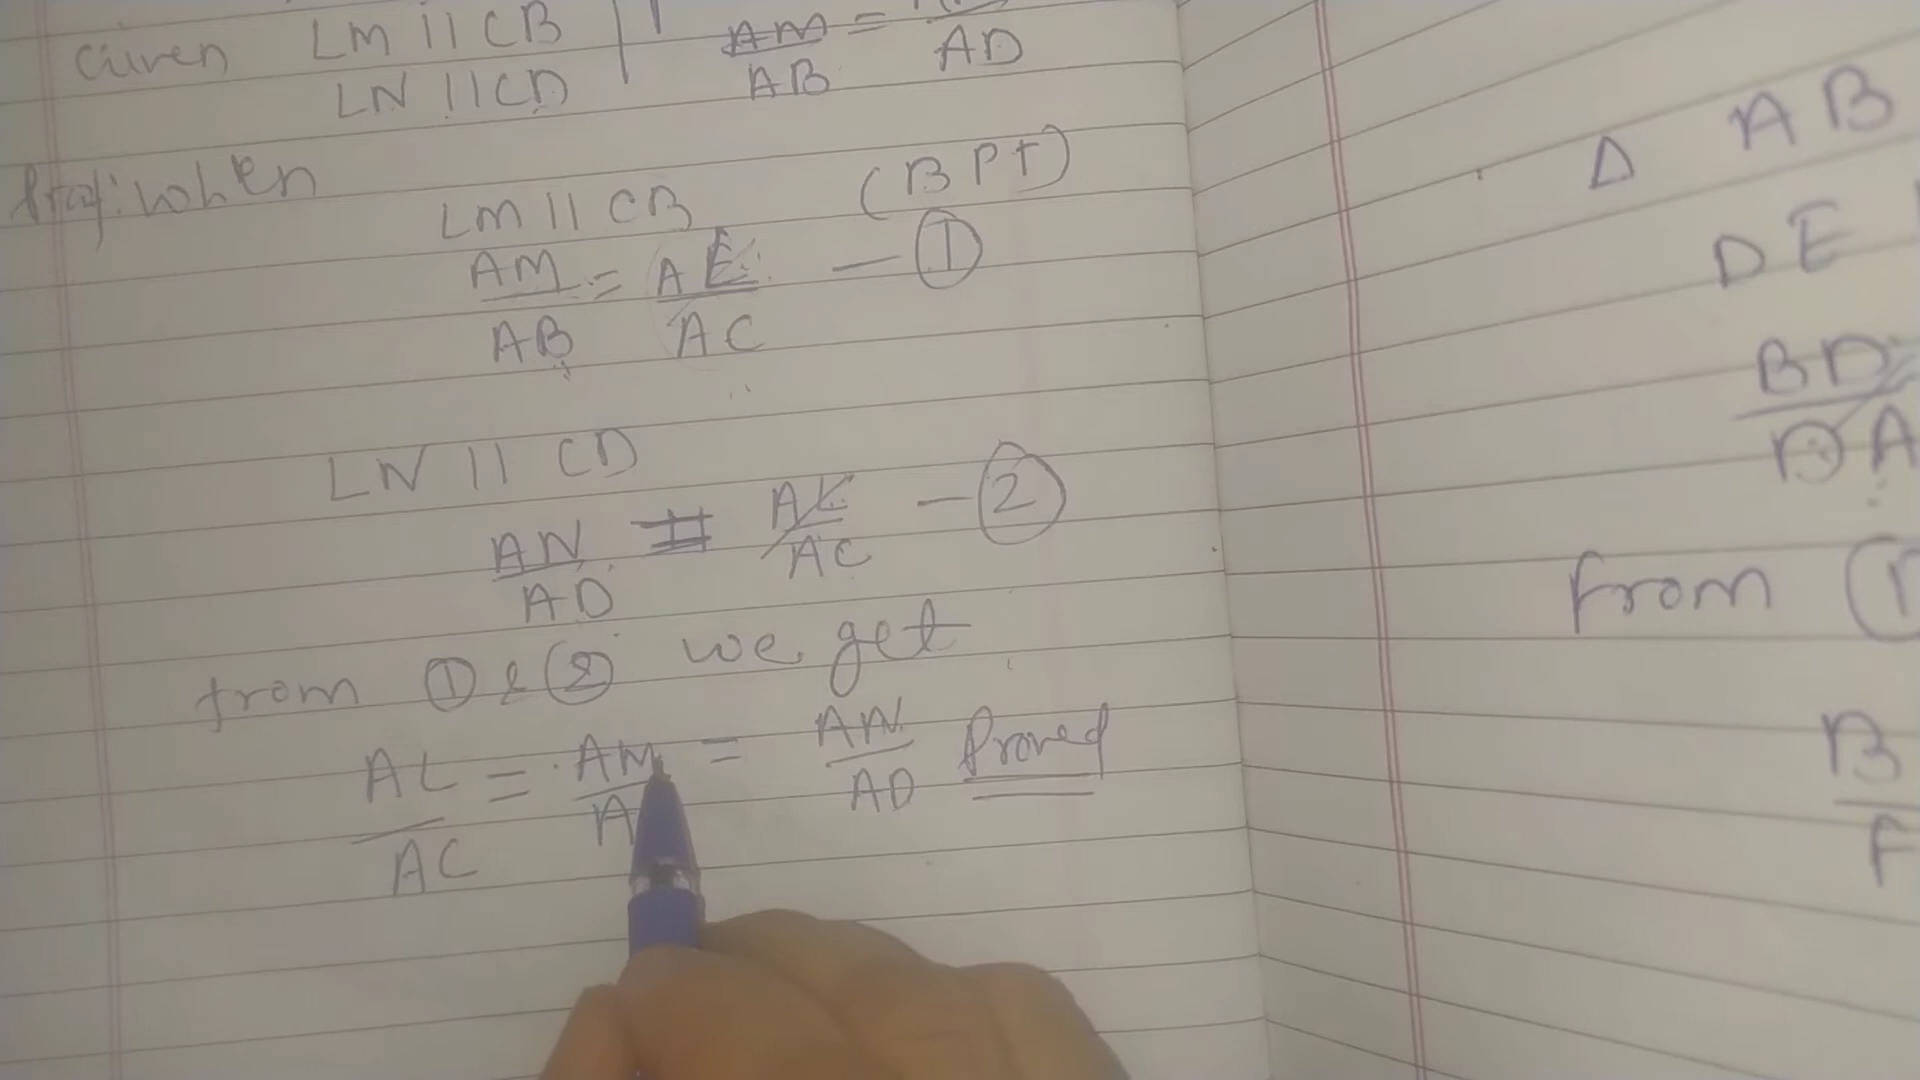 Given LM || CB
LN || CD
AM =
AB AD
Proof: when
LM || CB (BPT)
AM = AL — ①
AB AC
LN || CD
AN = AL — ②
AD AC
from ① & ② we get
AL = AM = AN Proved
AC A AD
Δ AB
DE
BD
DA
From ①
B
F